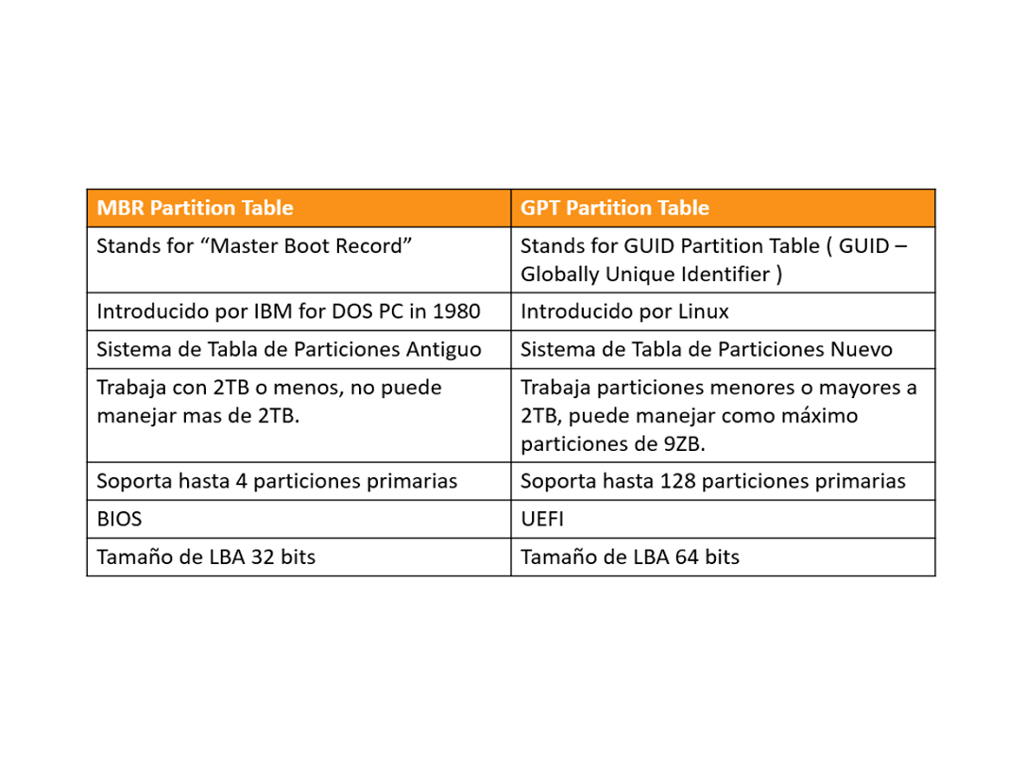 MBR Partition Table
GPT Partition Table
Stands for “Master Boot Record”
Stands for GUID Partition Table ( GUID –
Globally Unique Identifier )
Introducido por IBM for DOS PC in 1980
Introducido por Linux
Sistema de Tabla de Particiones Antiguo
Sistema de Tabla de Particiones Nuevo
Trabaja con 2TB o menos, no puede
manejar mas de 2TB.
Trabaja particiones menores o mayores a
2TB, puede manejar como máximo
particiones de 9ZB.
Soporta hasta 4 particiones primarias
Soporta hasta 128 particiones primarias
BIOS
UEFI
Tamaño de LBA 32 bits
Tamaño de LBA 64 bits